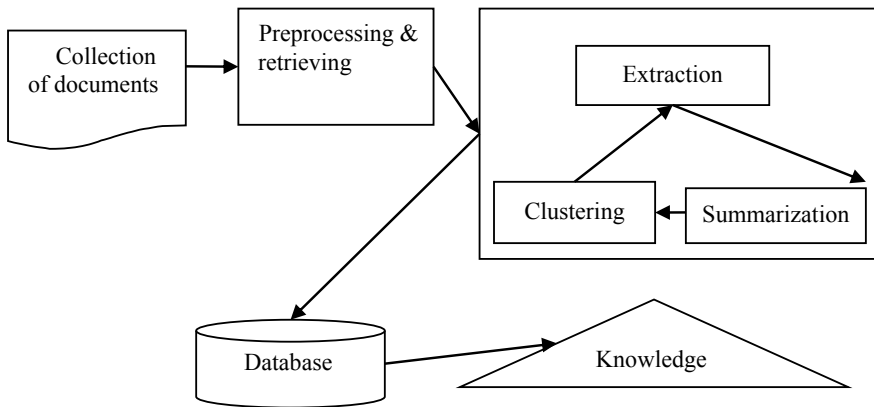 Collection
of documents
Preprocessing &
retrieving
Extraction
Clustering
Summarization
Database
Knowledge